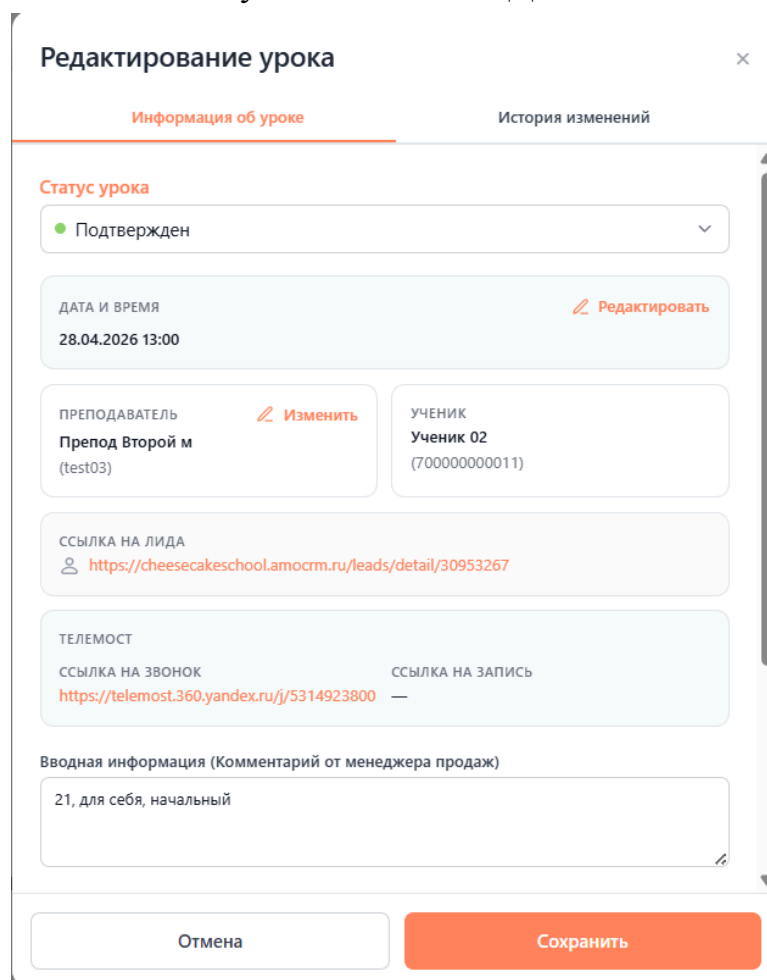 Редактирование урока
Информация об уроке
История изменений
Статус урока
Подтвержден
ДАТА И ВРЕМЯ
Редактировать
28.04.2026 13:00
ПРЕПОДАВАТЕЛЬ
Изменить
Препод Второй м
(test03)
УЧЕНИК
Ученик 02
(700000000011)
ССЫЛКА НА ЛИДА
https://cheesecakeschool.amocrm.ru/leads/detail/30953267
ТЕЛЕМОСТ
ССЫЛКА НА ЗВОНОК
https://telemost.360.yandex.ru/j/5314923800
ССЫЛКА НА ЗАПИСЬ
—
Вводная информация (Комментарий от менеджера продаж)
21, для себя, начальный
Отмена
Сохранить